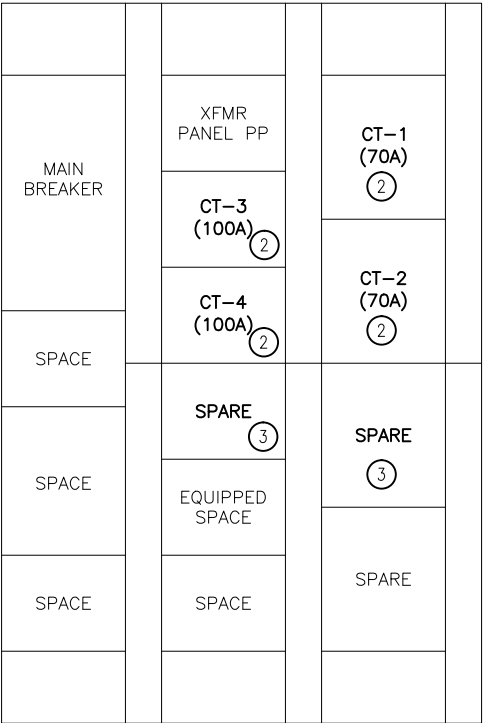 MAIN
BREAKER
SPACE
SPACE
SPACE
XFMR
PANEL PP
CT-3
(100A)
2
CT-4
(100A)
2
SPARE
3
EQUIPPED
SPACE
SPACE
CT-1
(70A)
2
CT-2
(70A)
2
SPARE
3
SPARE